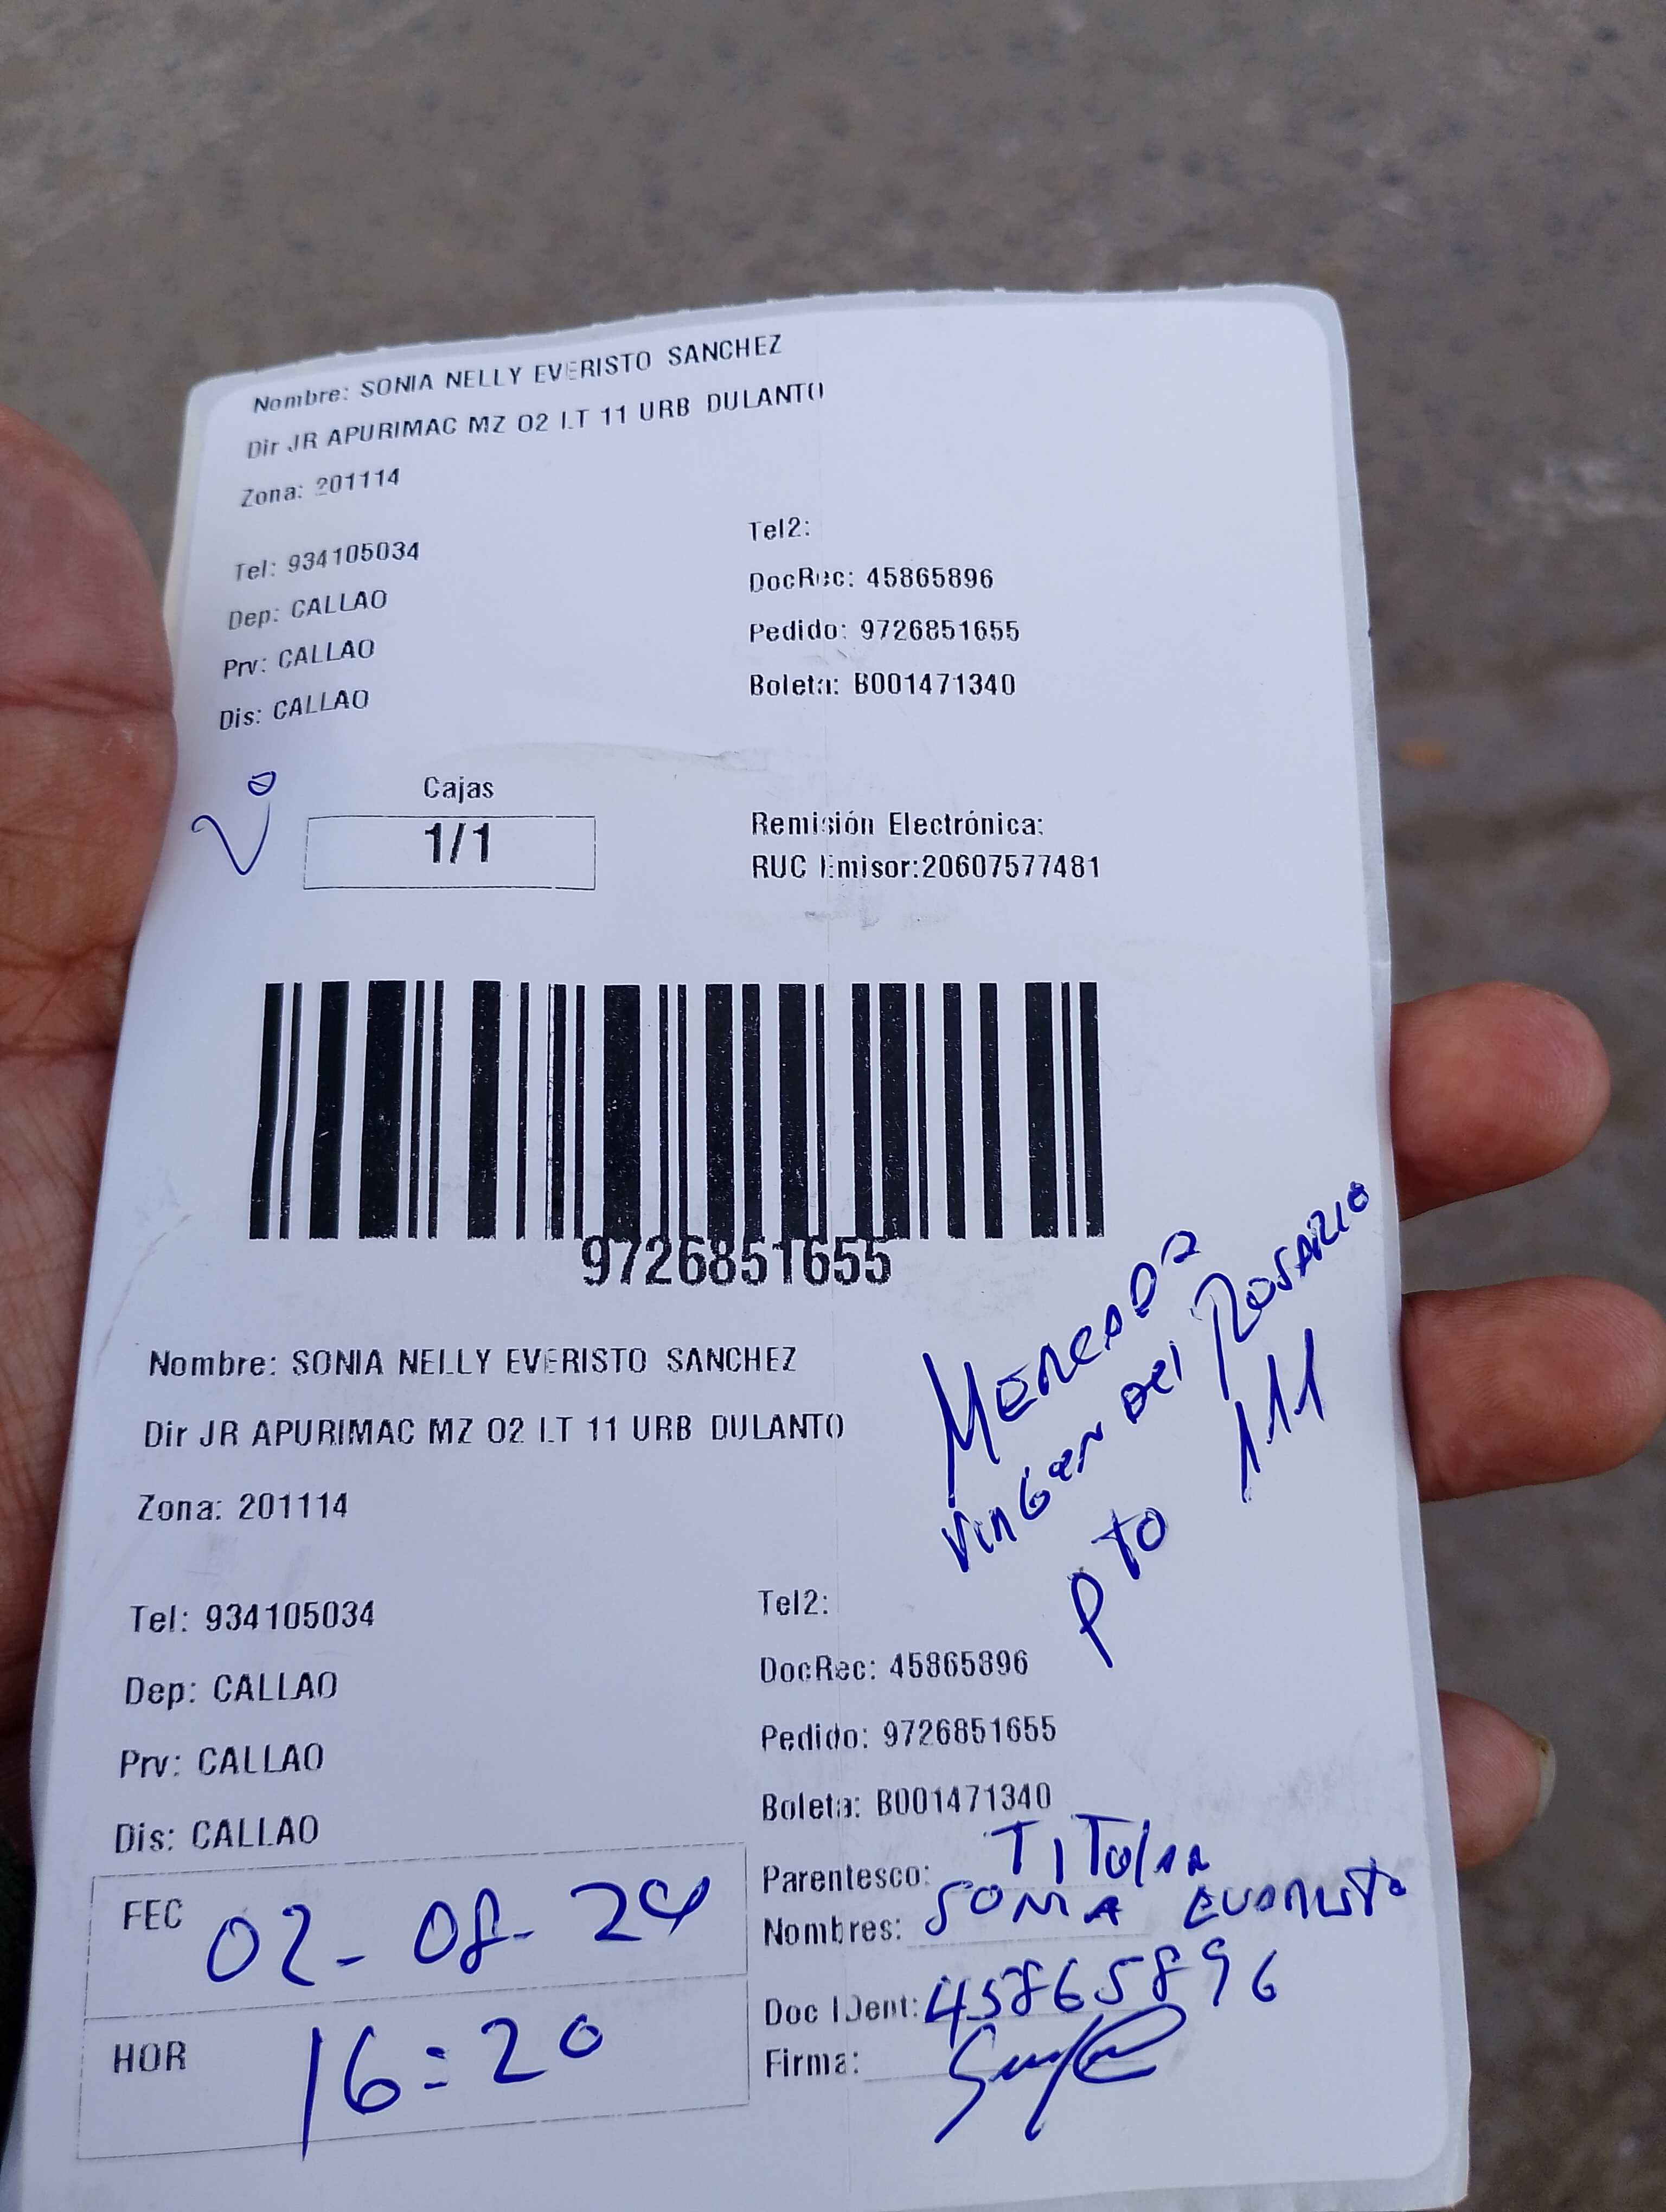 Nombre: SONIA NELLY EVERISTO SANCHEZ
Dir JR APURIMAC MZ O2 LT 11 URB DULANTO
Zona: 201114
Tel: 934105034
Dep: CALLAO
Prv: CALLAO
Dis: CALLAO
Tel2:
DocRec: 45865896
Pedido: 9726851655
Boleta: B001471340
Cajas
1/1
Remisión Electrónica:
RUC Emisor:20607577481
9726851655
MERCADO
VIRGEN DEL ROSARIO
PTO 111
Nombre: SONIA NELLY EVERISTO SANCHEZ
Dir JR APURIMAC MZ O2 LT 11 URB DULANTO
Zona: 201114
Tel: 934105034
Dep: CALLAO
Prv: CALLAO
Dis: CALLAO
Tel2:
DocRec: 45865896
Pedido: 9726851655
Boleta: B001471340
FEC 02-08-24
HOR 16:20
Parentesco: TITULAR
Nombres: SONIA EVARISTO
Doc IDent: 45865896
Firma: